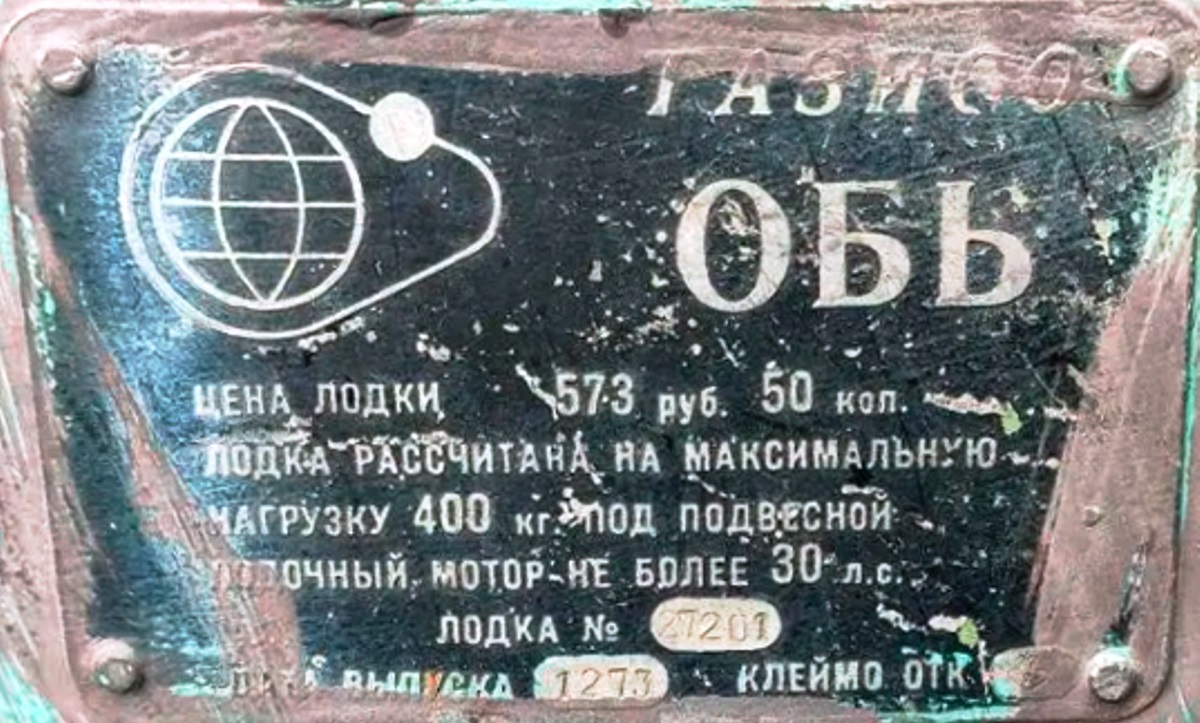 ОБЬ
ЦЕНА ЛОДКИ 573 руб. 50 коп.
ЛОДКА РАССЧИТАНА НА МАКСИМАЛЬНУЮ
НАГРУЗКУ 400 кг. ПОД ПОДВЕСНОЙ
ЛОДОЧНЫЙ МОТОР НЕ БОЛЕЕ 30 л.с.
ЛОДКА № 27201
ДАТА ВЫПУСКА 1273 КЛЕЙМО ОТК